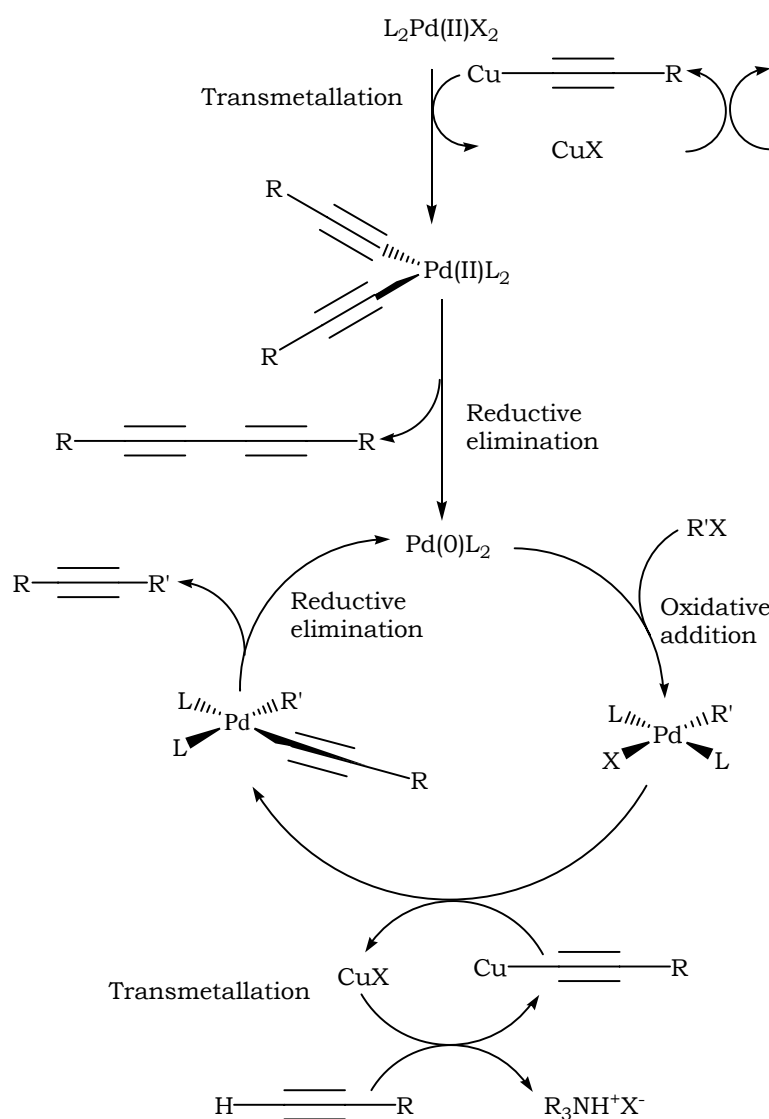 L₂Pd(II)X₂
Cu R
Transmetallation
CuX
R
Pd(II)L₂
R
Reductive
elimination
R R
Pd(0)L₂
R'X
R R'
Reductive
elimination
Oxidative
addition
L R'
Pd
L
R
L R'
Pd
X L
CuX
Cu R
Transmetallation
H R
R₃NH⁺X⁻